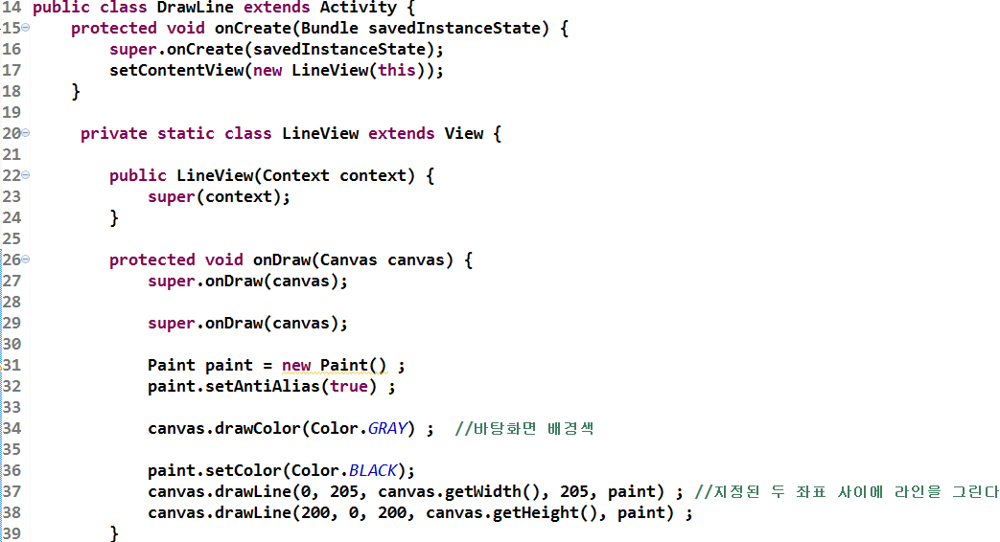 14 public class DrawLine extends Activity {
15 protected void onCreate(Bundle savedInstanceState) {
16 super.onCreate(savedInstanceState);
17 setContentView(new LineView(this));
18 }
19
20 private static class LineView extends View {
21
22 public LineView(Context context) {
23 super(context);
24 }
25
26 protected void onDraw(Canvas canvas) {
27 super.onDraw(canvas);
28
29 super.onDraw(canvas);
30
31 Paint paint = new Paint() ;
32 paint.setAntiAlias(true) ;
33
34 canvas.drawColor(Color.GRAY) ; //바탕화면 배경색
35
36 paint.setColor(Color.BLACK);
37 canvas.drawLine(0, 205, canvas.getWidth(), 205, paint) ; //지정된 두 좌표 사이에 라인을 그린다
38 canvas.drawLine(200, 0, 200, canvas.getHeight(), paint) ;
39 }